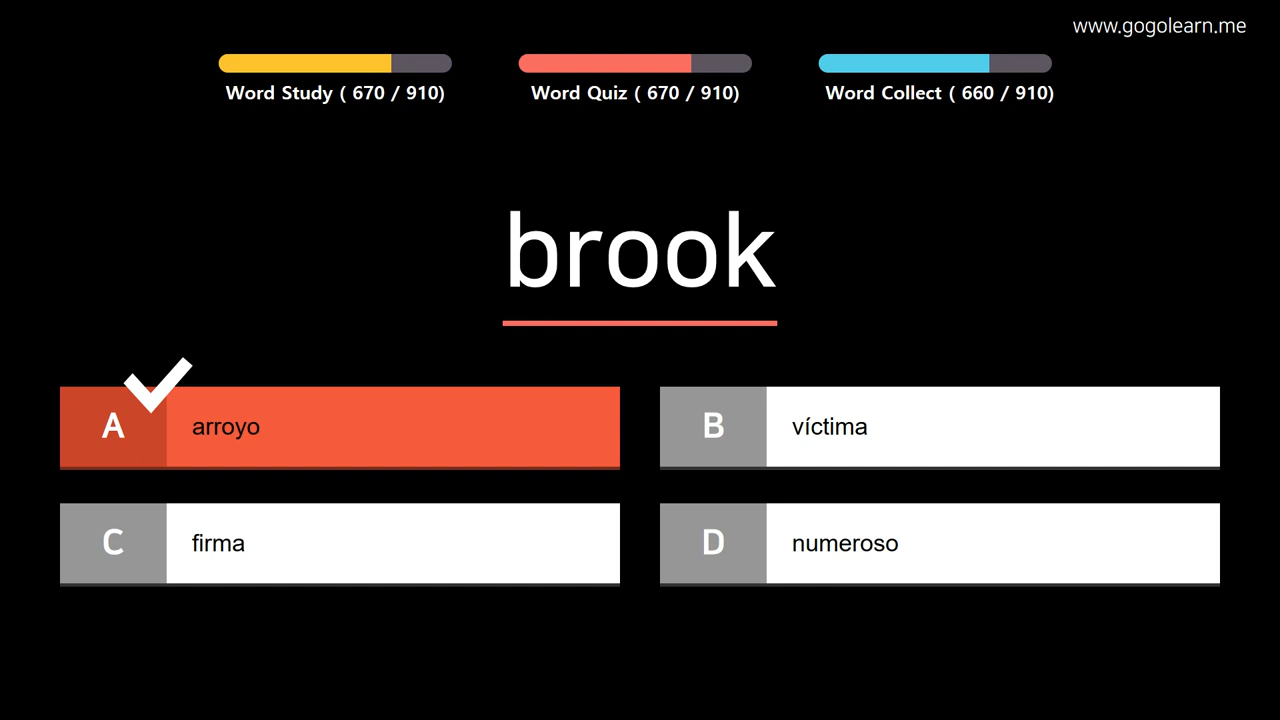 www.gogolearn.me
Word Study ( 670 / 910)
Word Quiz ( 670 / 910)
Word Collect ( 660 / 910)
brook
A arroyo
B víctima
C firma
D numeroso